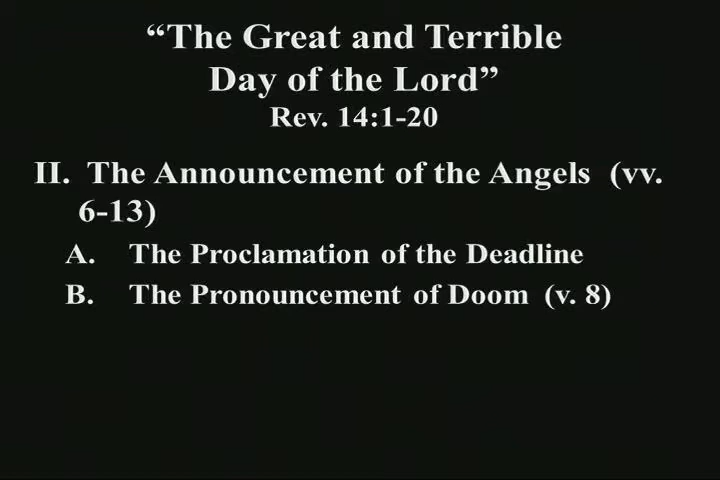 “The Great and Terrible
Day of the Lord”
Rev. 14:1-20
II. The Announcement of the Angels (vv.
6-13)
A. The Proclamation of the Deadline
B. The Pronouncement of Doom (v. 8)